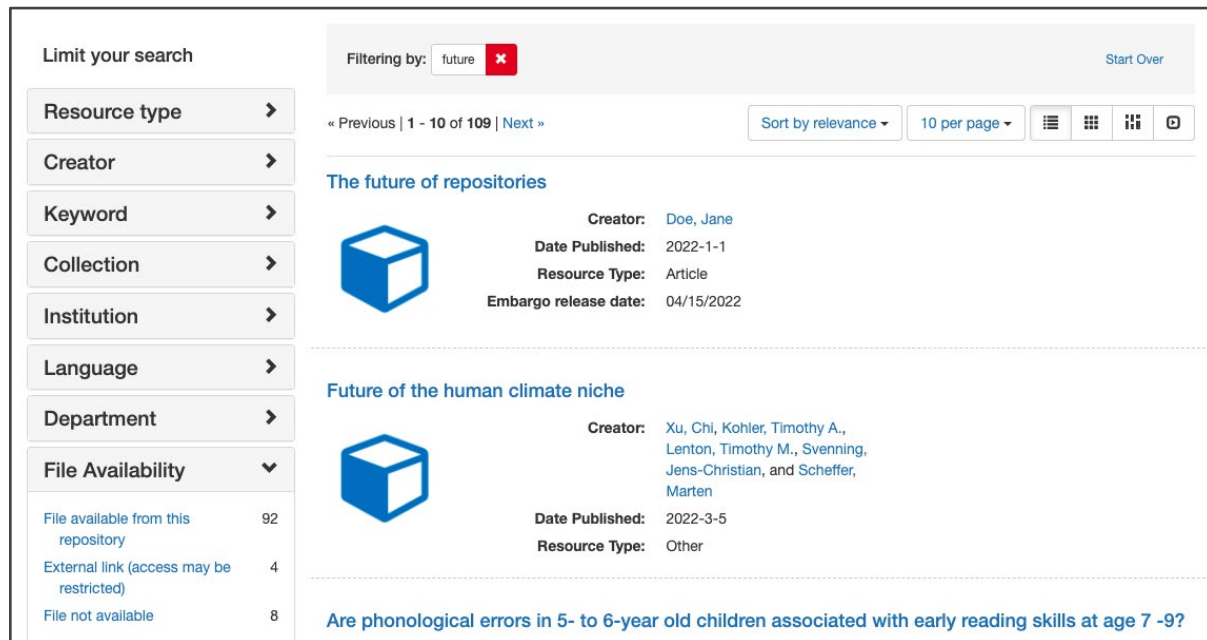 Limit your search
Resource type
Creator
Keyword
Collection
Institution
Language
Department
File Availability
File available from this
repository 92
External link (access may be
restricted) 4
File not available 8
Filtering by: future ✖ Start Over
« Previous | 1 - 10 of 109 | Next » Sort by relevance 10 per page
The future of repositories
Creator: Doe, Jane
Date Published: 2022-1-1
Resource Type: Article
Embargo release date: 04/15/2022
Future of the human climate niche
Creator: Xu, Chi, Kohler, Timothy A.,
Lenton, Timothy M., Svenning,
Jens-Christian, and Scheffer,
Marten
Date Published: 2022-3-5
Resource Type: Other
Are phonological errors in 5- to 6-year old children associated with early reading skills at age 7 -9?